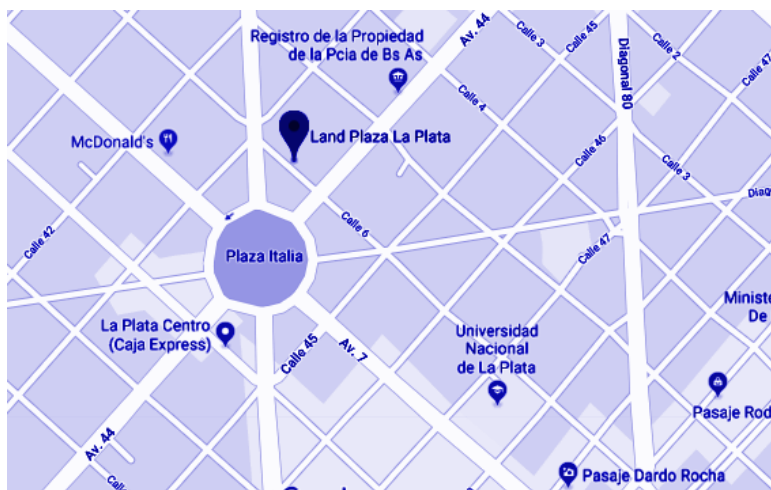 Av. 44
Calle 3
Calle 45
Registro de la Propiedad
de la Pcia de Bs As
Calle 2
Diagonal 80
Calle 47
Calle 4
McDonald's
Land Plaza La Plata
Calle 46
Calle 3
Calle 42
Calle 6
Plaza Italia
Calle 47
La Plata Centro
(Caja Express)
Calle 45
Av. 7
Universidad
Nacional
de La Plata
De
Av. 44
Pasaje Dardo Rocha